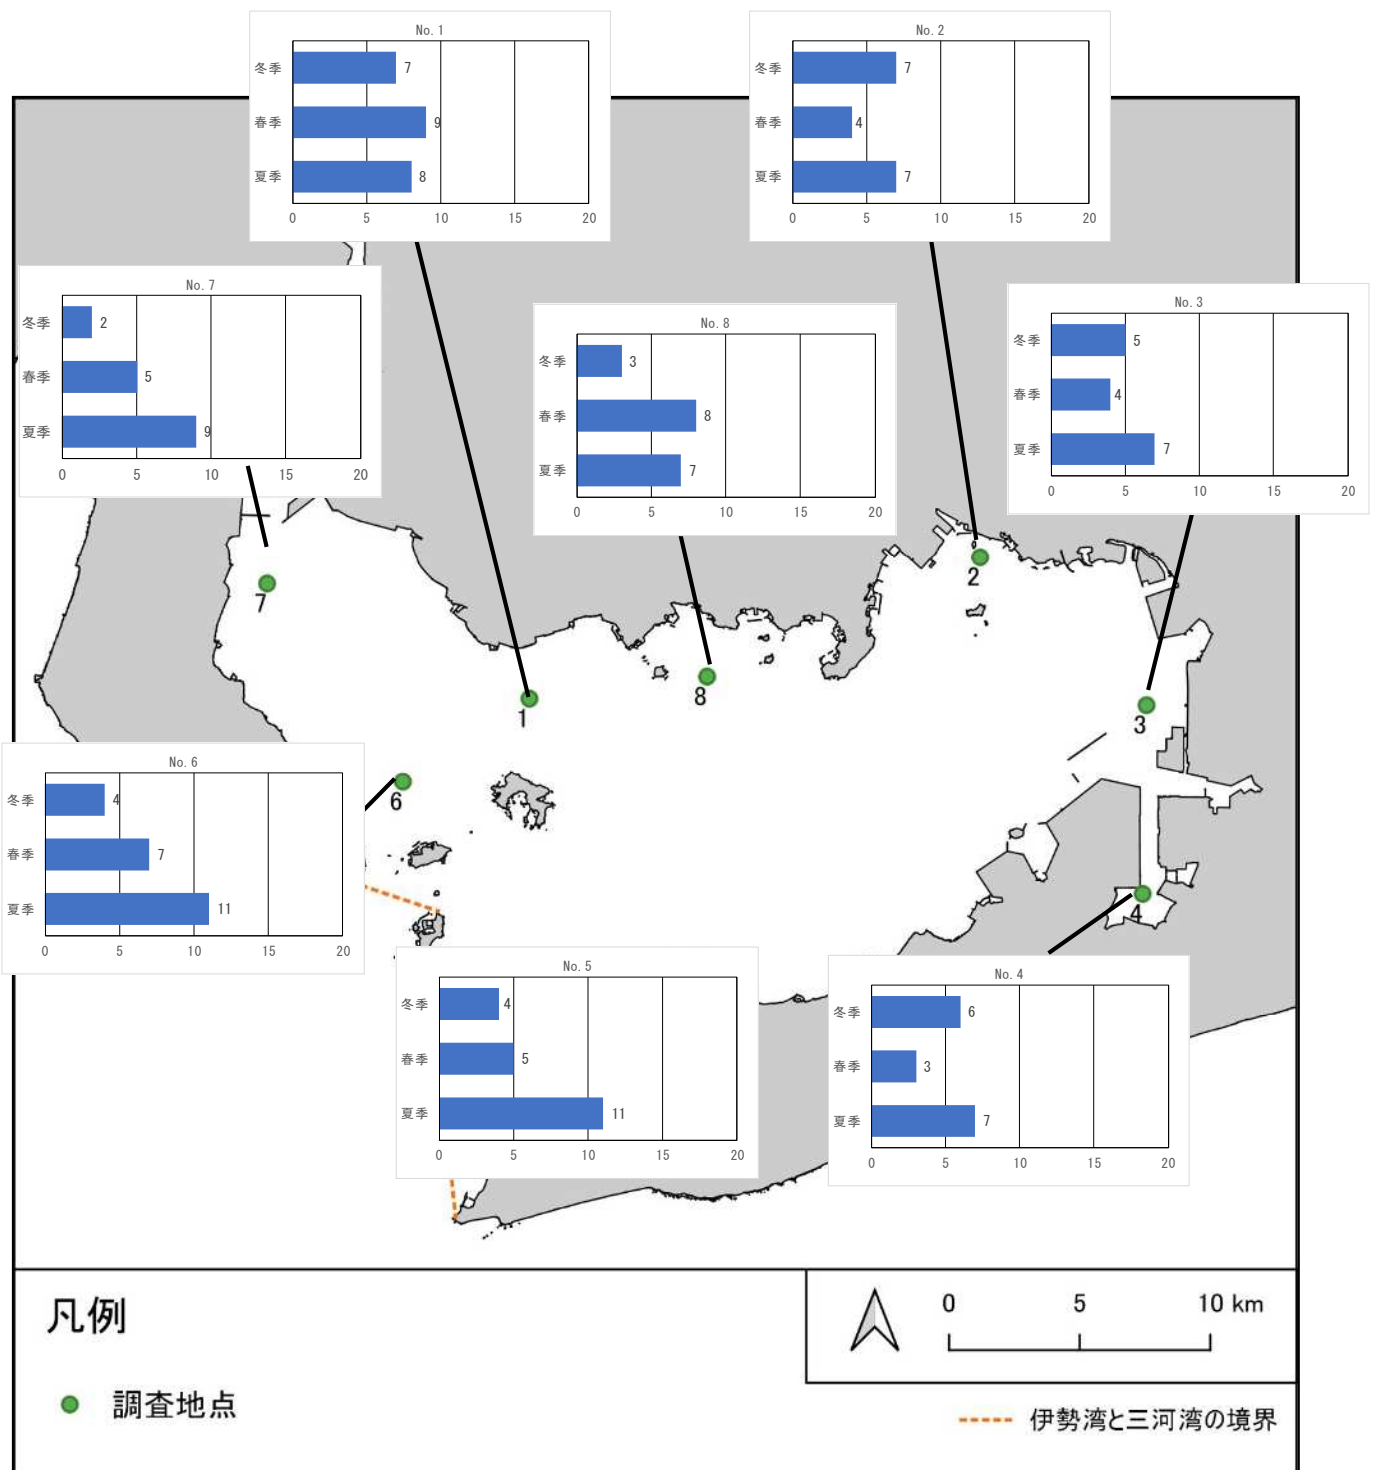 No. 1
冬季 7
春季 9
夏季 8
0 5 10 15 20
No. 2
冬季 7
春季 4
夏季 7
0 5 10 15 20
No. 7
冬季 2
春季 5
夏季 9
0 5 10 15 20
No. 8
冬季 3
春季 8
夏季 7
0 5 10 15 20
No. 3
冬季 5
春季 4
夏季 7
0 5 10 15 20
2
7
8
1
3
6
4
No. 6
冬季 4
春季 7
夏季 11
0 5 10 15 20
No. 5
冬季 4
春季 5
夏季 11
0 5 10 15 20
No. 4
冬季 6
春季 3
夏季 7
0 5 10 15 20
凡例
調査地点
0 5 10 km
伊勢湾と三河湾の境界